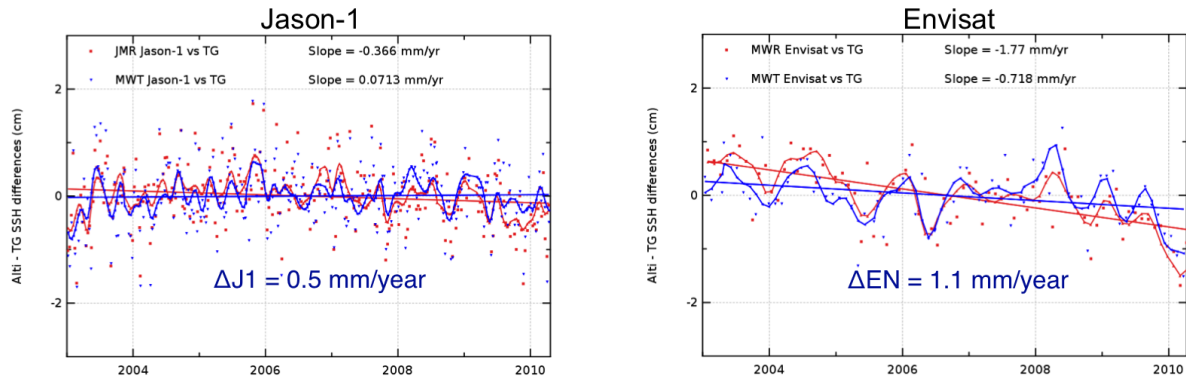 Jason-1
JMR Jason-1 vs TG Slope = -0.366 mm/yr
MWT Jason-1 vs TG Slope = 0.0713 mm/yr
Alti - TG SSH differences (cm)
2
0
-2
ΔJ1 = 0.5 mm/year
2004 2006 2008 2010
Envisat
MWR Envisat vs TG Slope = -1.77 mm/yr
MWT Envisat vs TG Slope = -0.718 mm/yr
Alti - TG SSH differences (cm)
2
0
-2
ΔEN = 1.1 mm/year
2004 2006 2008 2010